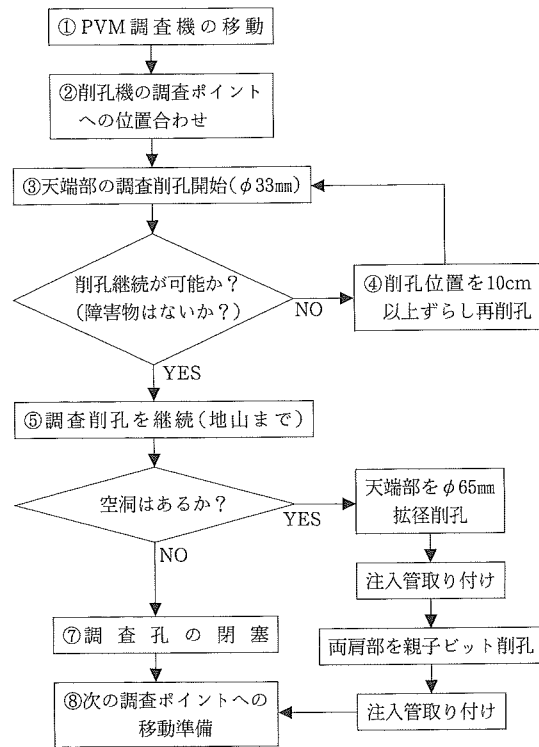 ①PVM調査機の移動
②削孔機の調査ポイント
への位置合わせ
③天端部の調査削孔開始(φ33㎜)
削孔継続が可能か？
(障害物はないか？)
NO
④削孔位置を10cm
以上ずらし再削孔
YES
⑤調査削孔を継続(地山まで)
空洞はあるか？
YES
天端部をφ65㎜
拡径削孔
NO
注入管取り付け
⑦調査孔の閉塞
両肩部を親子ビット削孔
⑧次の調査ポイントへの
移動準備
注入管取り付け